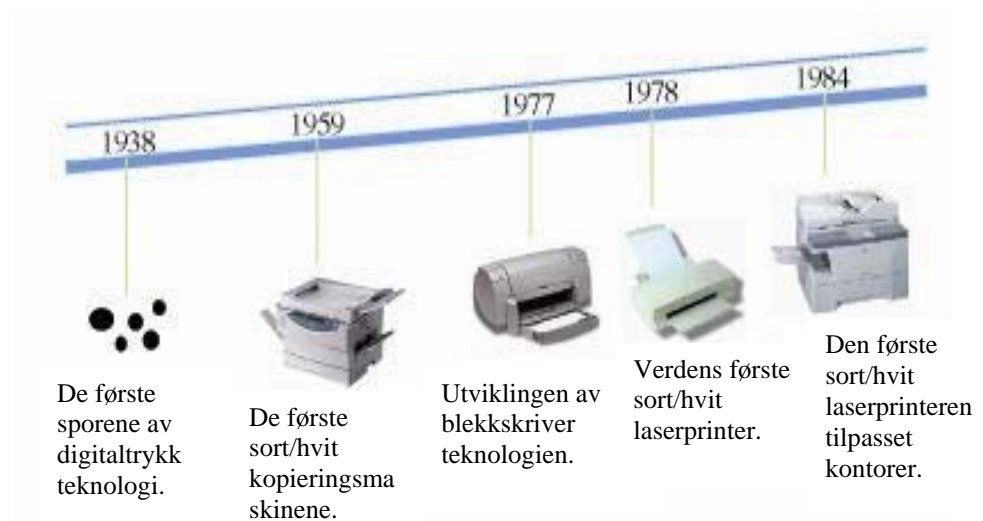 1938
1959
1977
1978
1984
De første
sporene av
digitaltrykk
teknologi.
De første
sort/hvit
kopieringsma
skinene.
Utviklingen av
blekkskriver
teknologien.
Verdens første
sort/hvit
laserprinter.
Den første
sort/hvit
laserprinteren
tilpasset
kontorer.